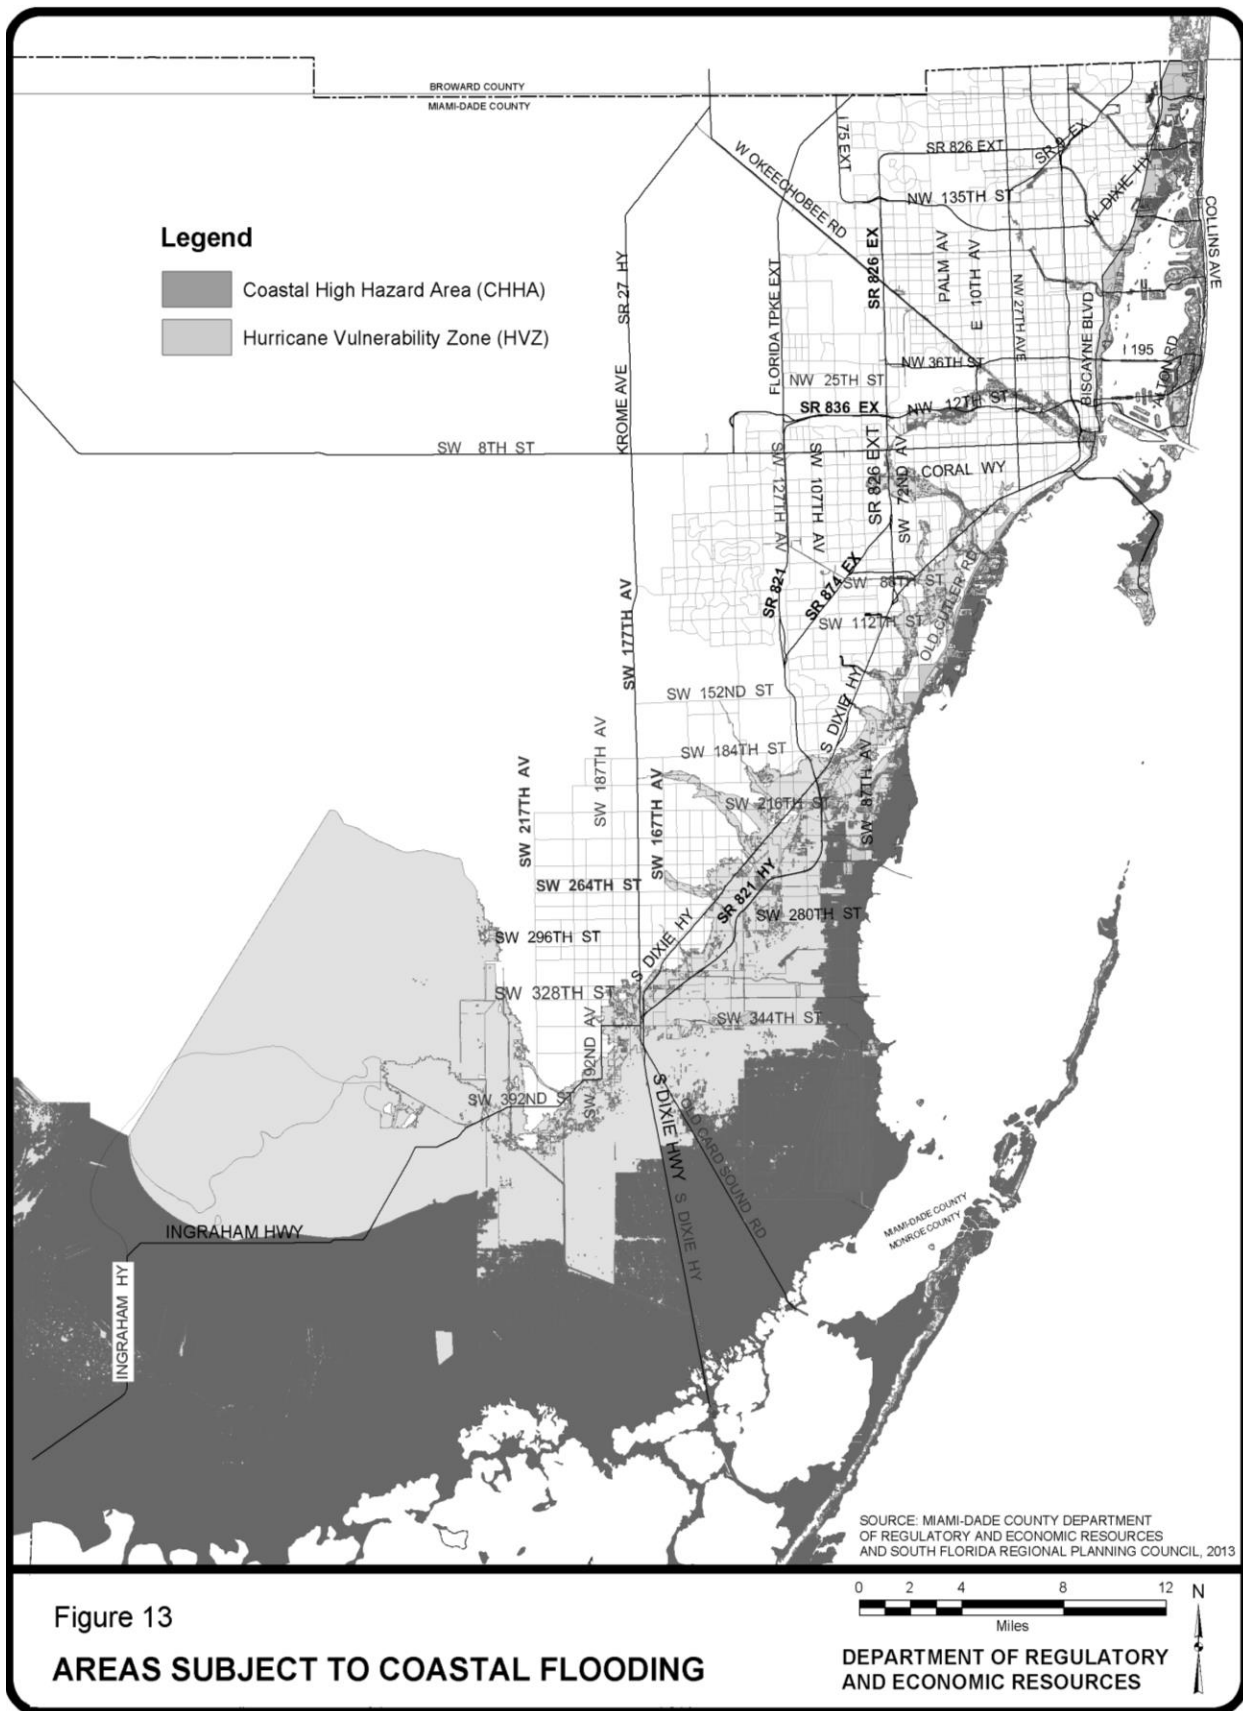 BROWARD COUNTY
MIAMI-DADE COUNTY
I 75 EXT
SR 826 EXT
SR 9 EX
W OKEECHOBEE RD
NW 135TH ST
W DIXIE HY
COLLINS AVE
Legend
Coastal High Hazard Area (CHHA)
Hurricane Vulnerability Zone (HVZ)
SR 27 HY
FLORIDA TPKE EXT
SR 826 EX
PALM AV
E 10TH AV
NW 27TH AVE
BISCAYNE BLVD
I 195
ALTON RD
NW 36TH ST
NW 25TH ST
KROME AVE
SR 836 EX
NW 12TH ST
SW 8TH ST
SW 127TH AV
SW 107TH AV
SR 826 EXT
SW 72ND AV
CORAL WY
SR 821
SR 874 EX
SW 88TH ST
OLD CUTLER RD
SW 112TH ST
SW 177TH AV
SW 152ND ST
S DIXIE HY
SW 187TH AV
SW 184TH ST
SW 217TH AV
SW 167TH AV
SW 216TH ST
SW 87TH AV
SW 264TH ST
SR 821 HY
SW 280TH ST
SW 296TH ST
S DIXIE HY
SW 328TH ST
SW 344TH ST
SW 192ND AV
SW 392ND ST
S DIXIE HWY
OLD CARD SOUND RD
S DIXIE HY
MIAMI-DADE COUNTY
MONROE COUNTY
INGRAHAM HWY
INGRAHAM HY
SOURCE: MIAMI-DADE COUNTY DEPARTMENT
OF REGULATORY AND ECONOMIC RESOURCES
AND SOUTH FLORIDA REGIONAL PLANNING COUNCIL, 2013
Figure 13
AREAS SUBJECT TO COASTAL FLOODING
0 2 4 8 12
Miles
N
DEPARTMENT OF REGULATORY
AND ECONOMIC RESOURCES